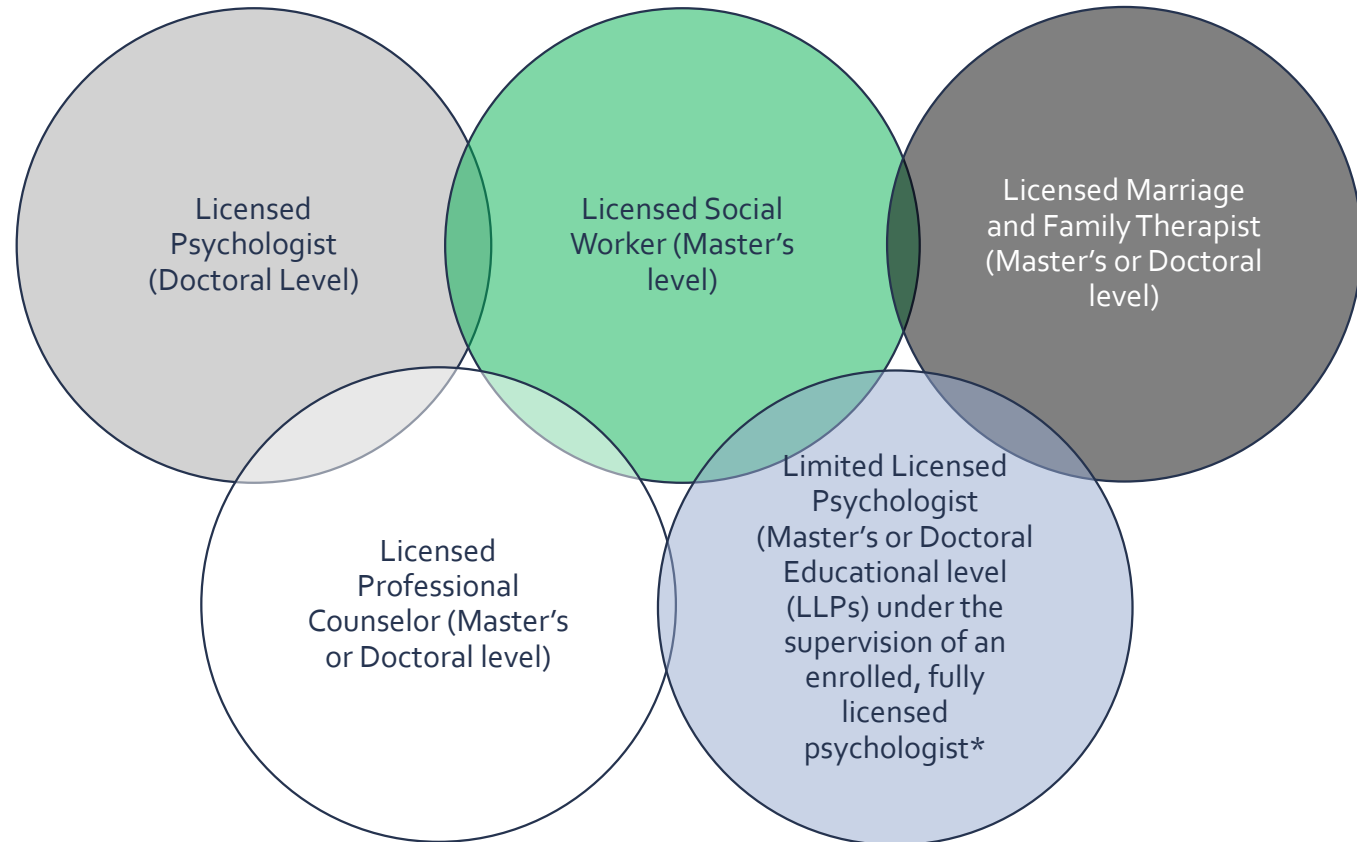 Licensed
Psychologist
(Doctoral Level)
Licensed Social
Worker (Master’s
level)
Licensed Marriage
and Family Therapist
(Master’s or Doctoral
level)
Licensed
Professional
Counselor (Master’s
or Doctoral level)
Limited Licensed
Psychologist
(Master’s or Doctoral
Educational level
(LLPs) under the
supervision of an
enrolled, fully
licensed
psychologist*